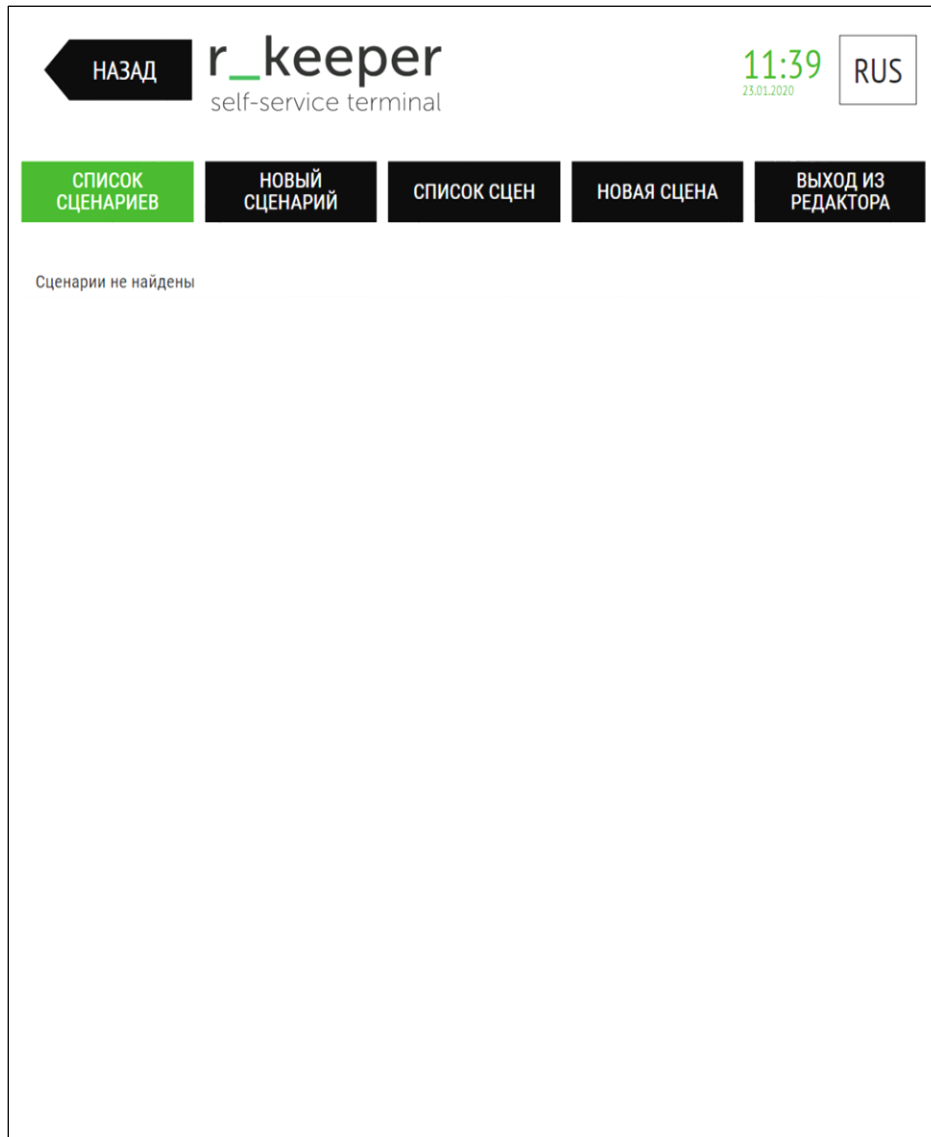 НАЗАД
r_keeper
self-service terminal
11:39
23.01.2020
RUS
СПИСОК
СЦЕНАРИЕВ
НОВЫЙ
СЦЕНАРИЙ
СПИСОК СЦЕН
НОВАЯ СЦЕНА
ВЫХОД ИЗ
РЕДАКТОРА
Сценарии не найдены